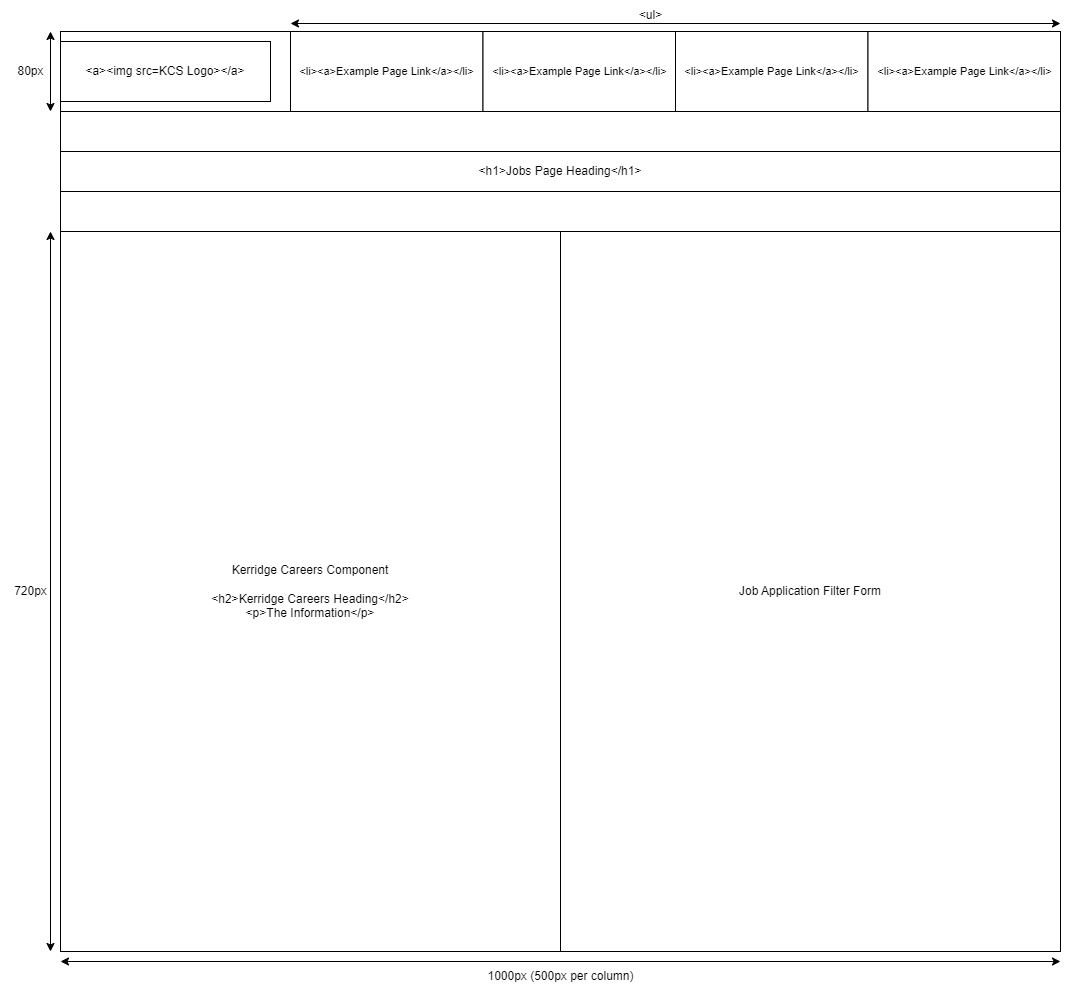 <ul>
80px
<a><img src=KCS Logo></a>
<li><a>Example Page Link</a></li>
<li><a>Example Page Link</a></li>
<li><a>Example Page Link</a></li>
<li><a>Example Page Link</a></li>
<h1>Jobs Page Heading</h1>
720px
Kerridge Careers Component
<h2>Kerridge Careers Heading</h2>
<p>The Information</p>
Job Application Filter Form
1000px (500px per column)